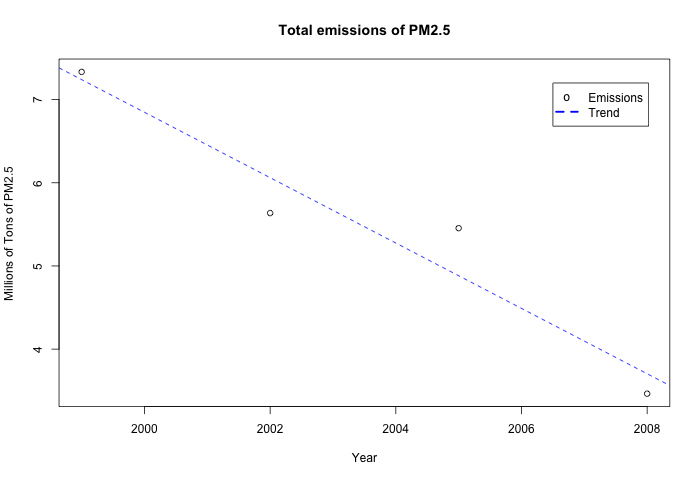 Total emissions of PM2.5
Emissions
Trend
Millions of Tons of PM2.5
7
6
5
4
2000 2002 2004 2006 2008
Year